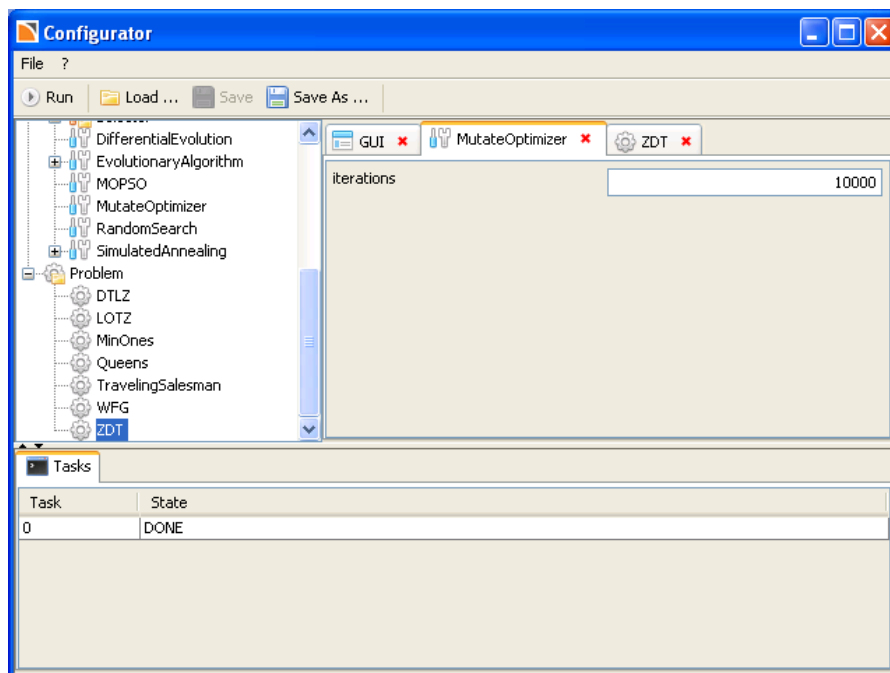 Configurator
File ?
Run Load ... Save Save As ...
DifferentialEvolution
EvolutionaryAlgorithm
MOPSO
MutateOptimizer
RandomSearch
SimulatedAnnealing
Problem
DTLZ
LOTZ
MinOnes
Queens
TravelingSalesman
WFG
ZDT
GUI MutateOptimizer ZDT
iterations 10000
Tasks
Task State
0 DONE